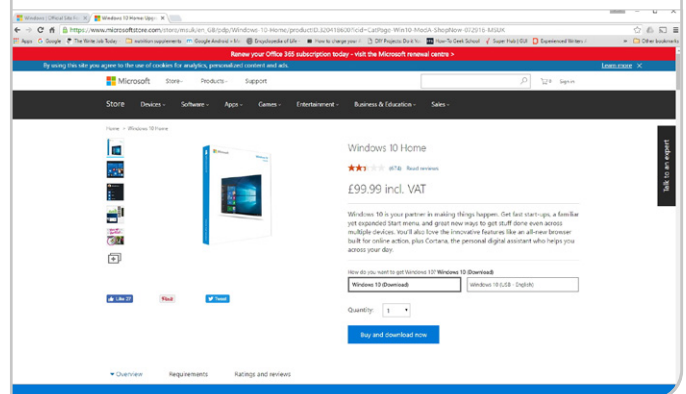 Windows | Official Site f
Windows 10 Home Upgr
https://www.microsoftstore.com/store/msuk/en_GB/pdp/Windows-10-Home/productID.320411600?cid=CatPage-Win10-ModA-ShopNow-072916-MSUK
Apps
Google
The Write Job Today
nutrition supplements
Google Android
Encyclopedia of Life
How to change your
DIY Projects: Do-It-Yo
How-To Geek School
Super Hub | GUI
Experienced Writers
Other bookmarks
Renew your Office 365 subscription today - visit the Microsoft renewal centre >
By using this site you agree to the use of cookies for analytics, personalized content and ads.
Learn more
Microsoft
Store
Products
Support
Sign in
Store
Devices
Software
Apps
Games
Entertainment
Business & Education
Sales
Home > Windows 10 Home
Windows 10 Home
Read reviews
£99.99 incl. VAT
Windows 10 is your partner in making things happen. Get fast start-ups, a familiar
yet expanded Start menu, and great new ways to get stuff done even across
multiple devices. You'll also love the innovative features like an all-new browser
built for online action, plus Cortana, the personal digital assistant who helps you
across your day.
How do you want to get Windows 10? Windows 10 (Download)
Windows 10 (Download)
Windows 10 (USB - English)
Quantity:
1
Buy and download now
Like
Tweet
Talk to an expert
Overview
Requirements
Ratings and reviews